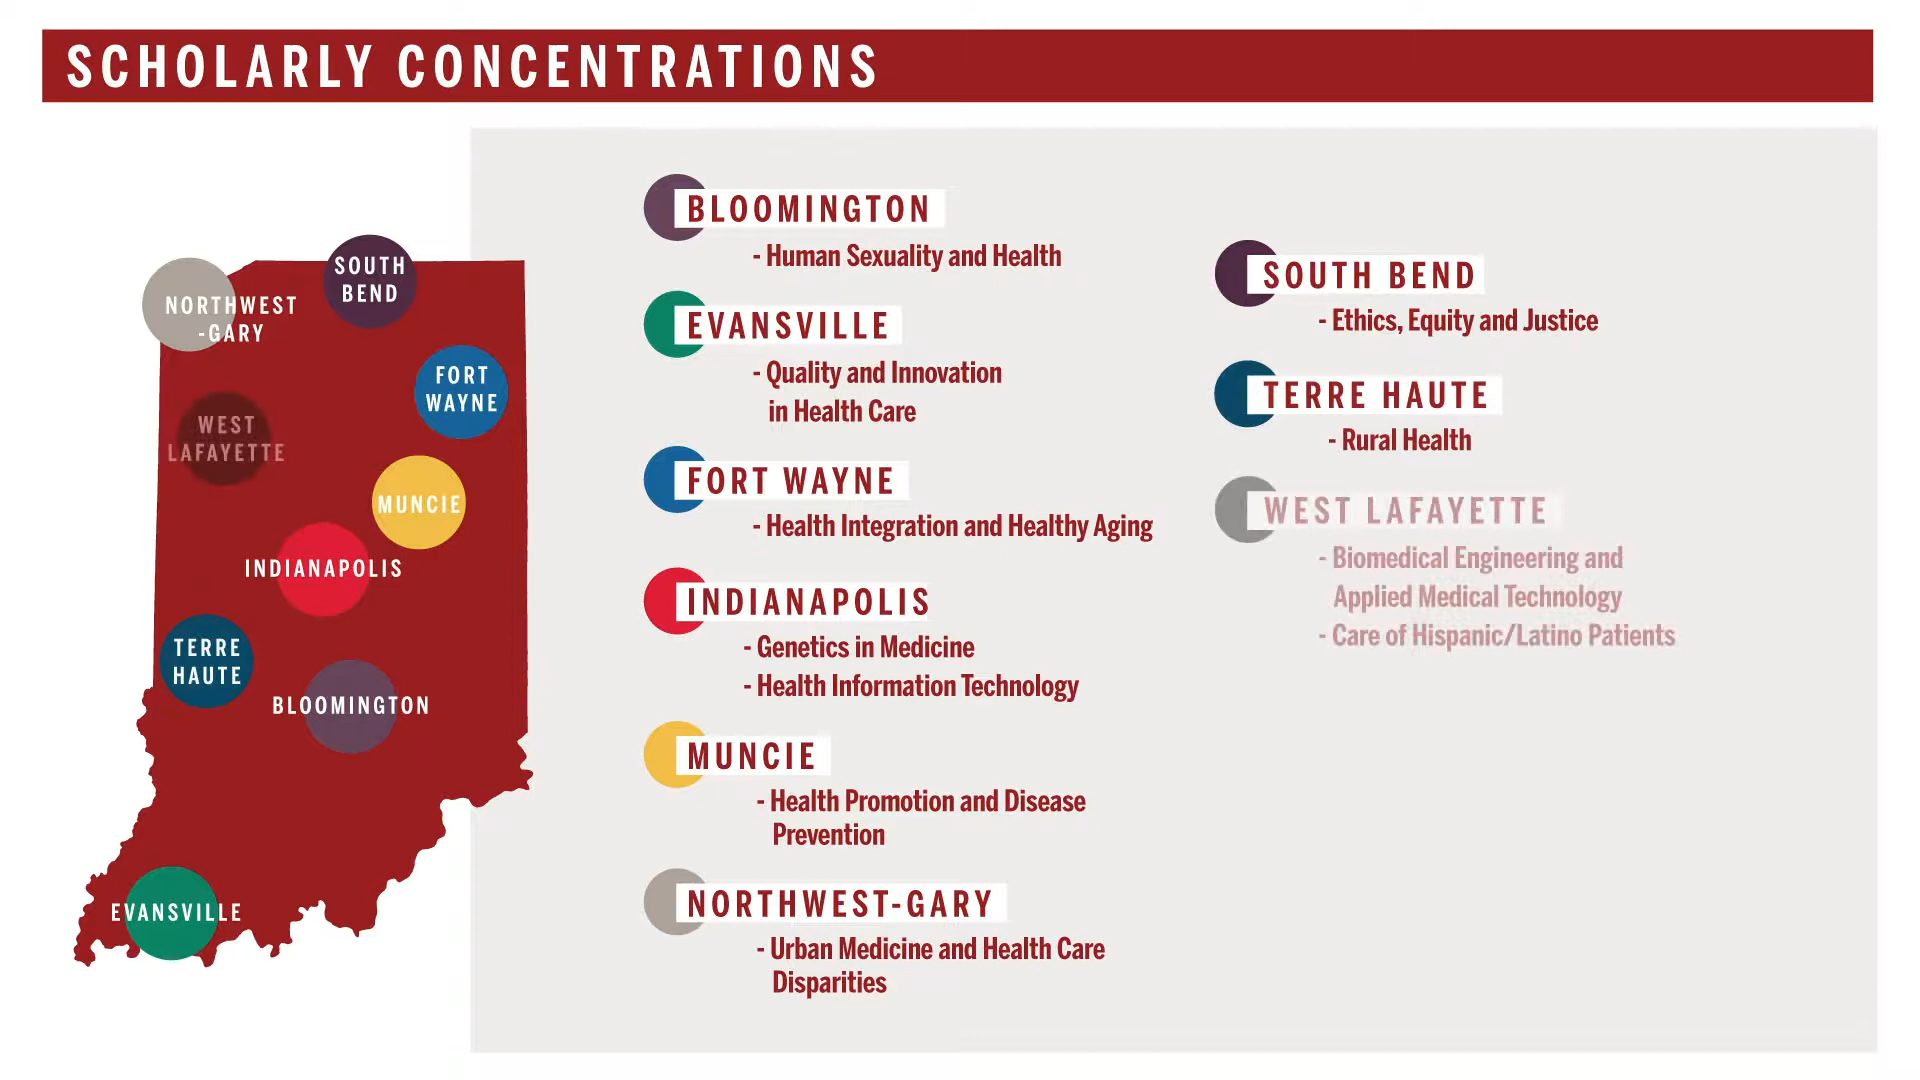 SCHOLARLY CONCENTRATIONS
SOUTH
BEND
NORTHWEST
-GARY
FORT
WAYNE
WEST
LAFAYETTE
MUNCIE
INDIANAPOLIS
TERRE
HAUTE
BLOOMINGTON
EVANSVILLE
BLOOMINGTON
- Human Sexuality and Health
EVANSVILLE
- Quality and Innovation
in Health Care
FORT WAYNE
- Health Integration and Healthy Aging
INDIANAPOLIS
- Genetics in Medicine
- Health Information Technology
MUNCIE
- Health Promotion and Disease
Prevention
NORTHWEST-GARY
- Urban Medicine and Health Care
Disparities
SOUTH BEND
- Ethics, Equity and Justice
TERRE HAUTE
- Rural Health
WEST LAFAYETTE
- Biomedical Engineering and
Applied Medical Technology
- Care of Hispanic/Latino Patients